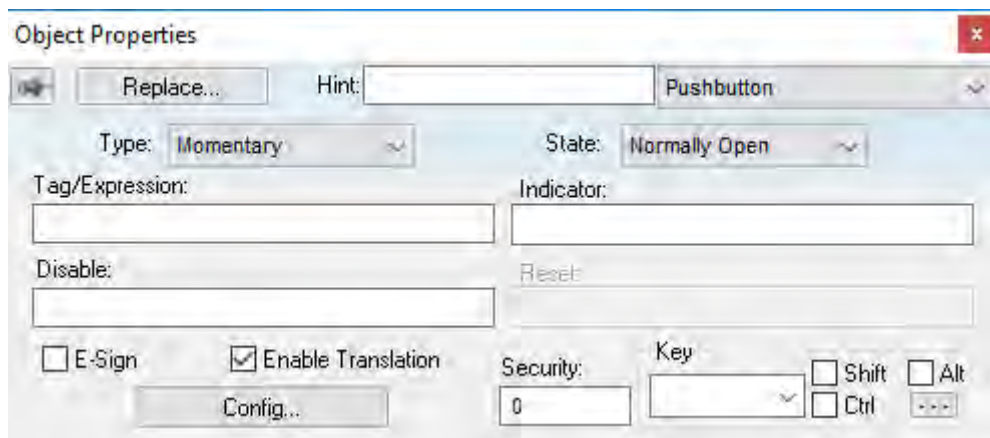 Object Properties x
Replace... Hint: Pushbutton
Type: Momentary State: Normally Open
Tag/Expression: Indicator:
Disable: Reset:
E-Sign Enable Translation Security: Key Shift Alt
Config... 0 Ctrl ...